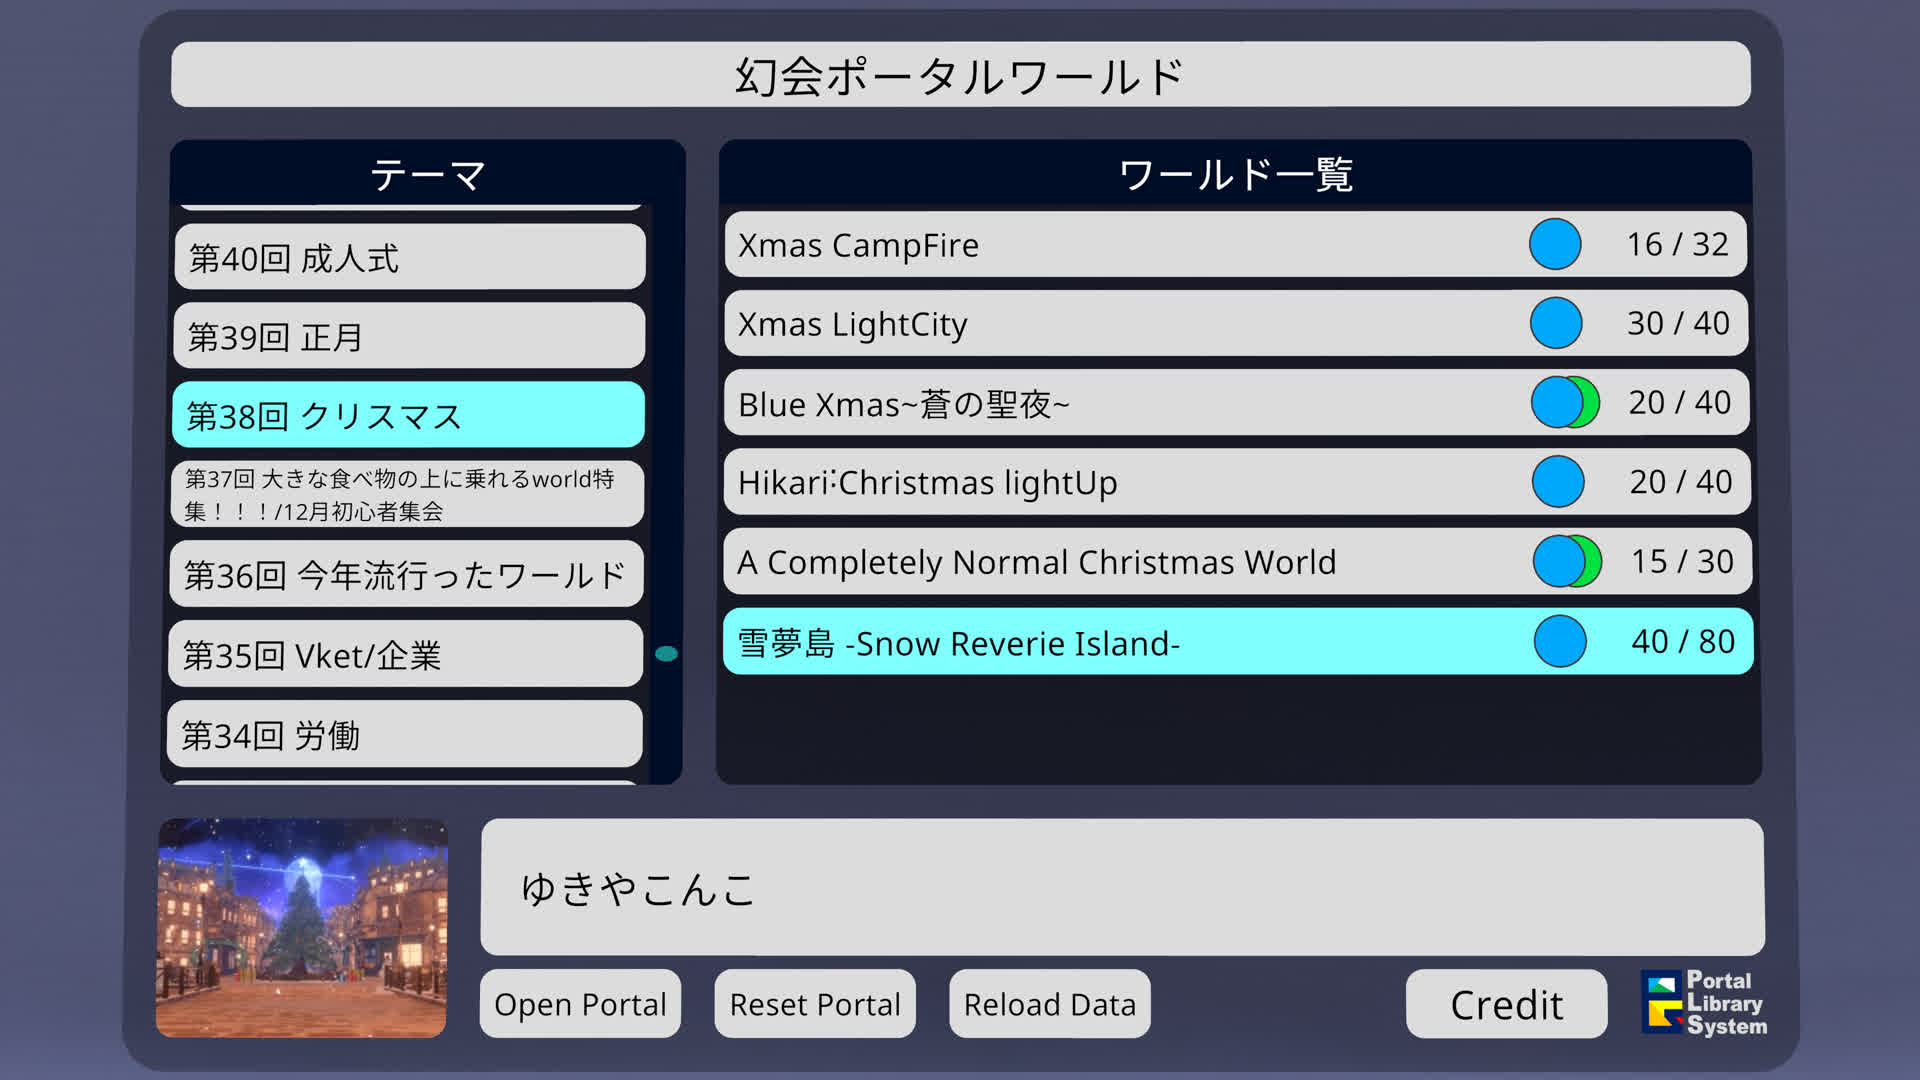 幻会ポータルワールド
テーマ
第40回 成人式
第39回 正月
第38回 クリスマス
第37回 大きな食べ物の上に乗れるworld特
集！！！/12月初心者集会
第36回 今年流行ったワールド
第35回 Vket/企業
第34回 労働
ワールド一覧
Xmas CampFire 16 / 32
Xmas LightCity 30 / 40
Blue Xmas~蒼の聖夜~ 20 / 40
Hikari⁚Christmas lightUp 20 / 40
A Completely Normal Christmas World 15 / 30
雪夢島 -Snow Reverie Island- 40 / 80
ゆきやこんこ
Open Portal
Reset Portal
Reload Data
Credit
Portal
Library
System